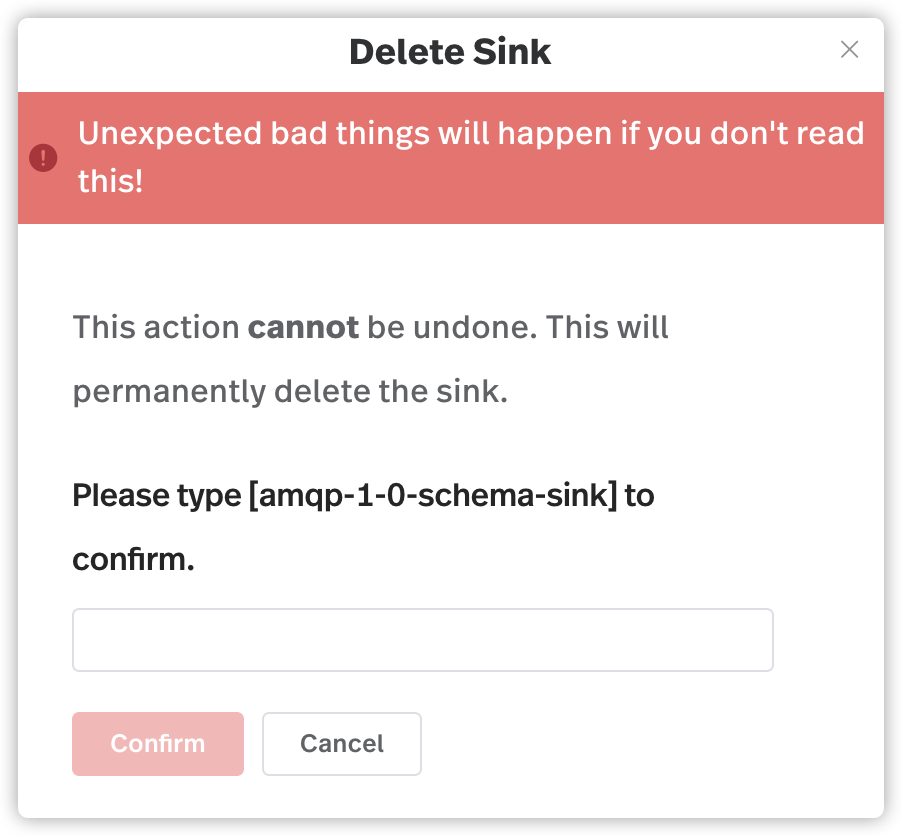 Delete Sink
Unexpected bad things will happen if you don't read
this!
This action cannot be undone. This will
permanently delete the sink.
Please type [amqp-1-0-schema-sink] to
confirm.
Confirm
Cancel